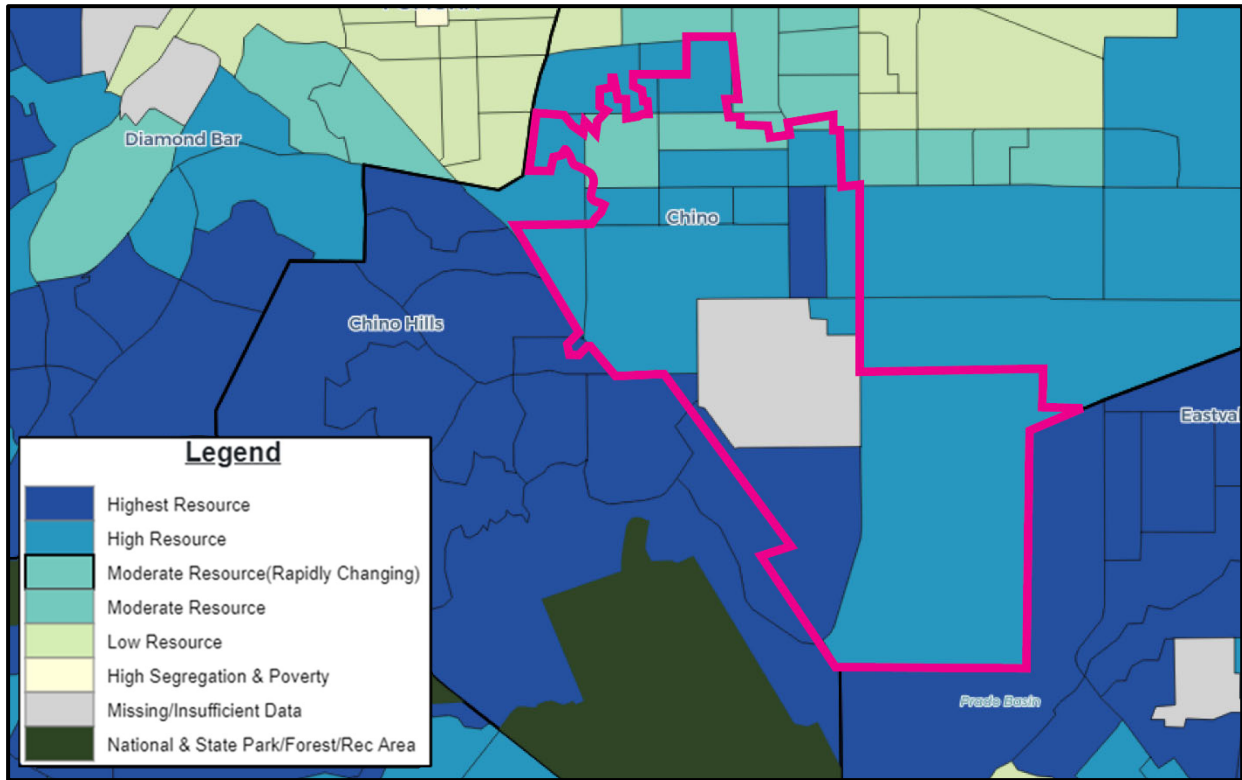 Diamond Bar
Chino
Chino Hills
Eastval
Legend
Highest Resource
High Resource
Moderate Resource(Rapidly Changing)
Moderate Resource
Low Resource
High Segregation & Poverty
Missing/Insufficient Data
National & State Park/Forest/Rec Area
Prado Basin